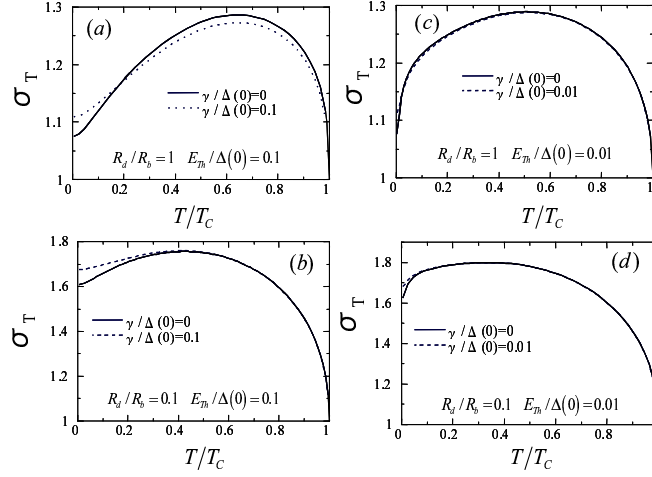 1.3
(a)
1.2
σ_T
γ/Δ(0)=0
γ/Δ(0)=0.1
1.1
R_d/R_b=1 E_Th/Δ(0)=0.1
1
0 0.2 0.4 0.6 0.8 1
T/T_C
1.3
(c)
1.2
σ_T
γ/Δ(0)=0
γ/Δ(0)=0.01
1.1
R_d/R_b=1 E_Th/Δ(0)=0.01
1
0 0.2 0.4 0.6 0.8 1
T/T_C
1.8
(b)
1.6
σ_T
1.4
γ/Δ(0)=0
γ/Δ(0)=0.1
1.2
R_d/R_b=0.1 E_Th/Δ(0)=0.1
1
0 0.2 0.4 0.6 0.8 1
T/T_C
(d)
1.8
1.6
σ_T
1.4
γ/Δ(0)=0
γ/Δ(0)=0.01
1.2
R_d/R_b=0.1 E_Th/Δ(0)=0.01
1
0 0.2 0.4 0.6 0.8
T/T_C